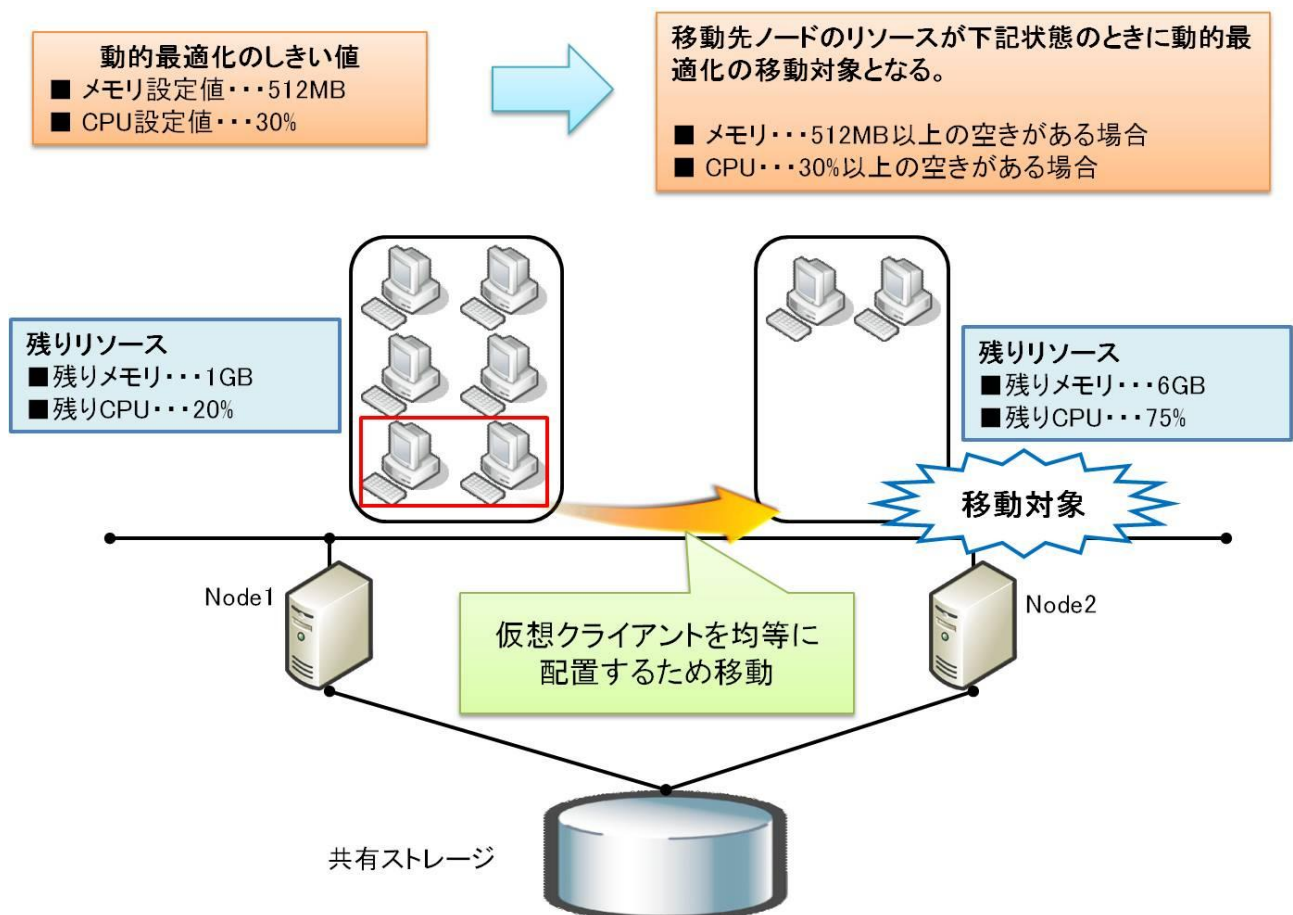 動的最適化のしきい値
■ メモリ設定値・・・512MB
■ CPU設定値・・・30%
移動先ノードのリソースが下記状態のときに動的最
適化の移動対象となる。
■ メモリ・・・512MB以上の空きがある場合
■ CPU・・・30%以上の空きがある場合
残りリソース
■残りメモリ・・・1GB
■残りCPU・・・20%
残りリソース
■残りメモリ・・・6GB
■残りCPU・・・75%
移動対象
Node1
Node2
仮想クライアントを均等に
配置するため移動
共有ストレージ